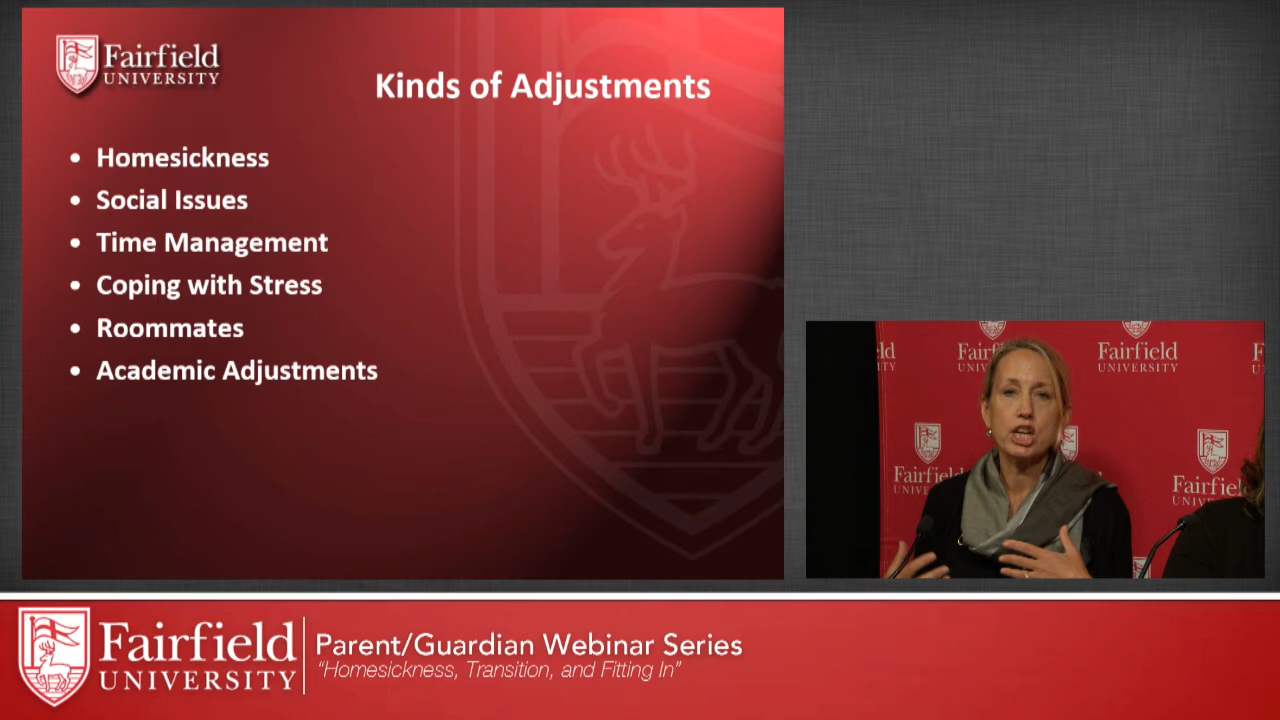 Fairfield
UNIVERSITY
Kinds of Adjustments
• Homesickness
• Social Issues
• Time Management
• Coping with Stress
• Roommates
• Academic Adjustments
Fairfield
UNIVERSITY
Fairfield
UNIVERSITY
Fairfield
UNIVERSITY
Parent/Guardian Webinar Series
“Homesickness, Transition, and Fitting In”